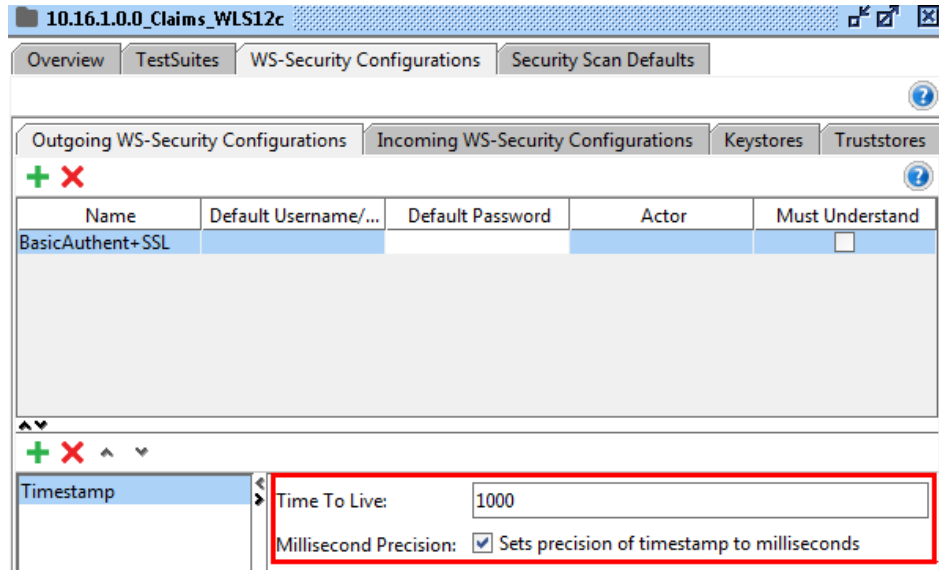 10.16.1.0.0_Claims_WLS12c
Overview TestSuites WS-Security Configurations Security Scan Defaults
Outgoing WS-Security Configurations Incoming WS-Security Configurations Keystores Truststores
Name Default Username/... Default Password Actor Must Understand
BasicAuthent+SSL
Timestamp
Time To Live: 1000
Millisecond Precision: Sets precision of timestamp to milliseconds